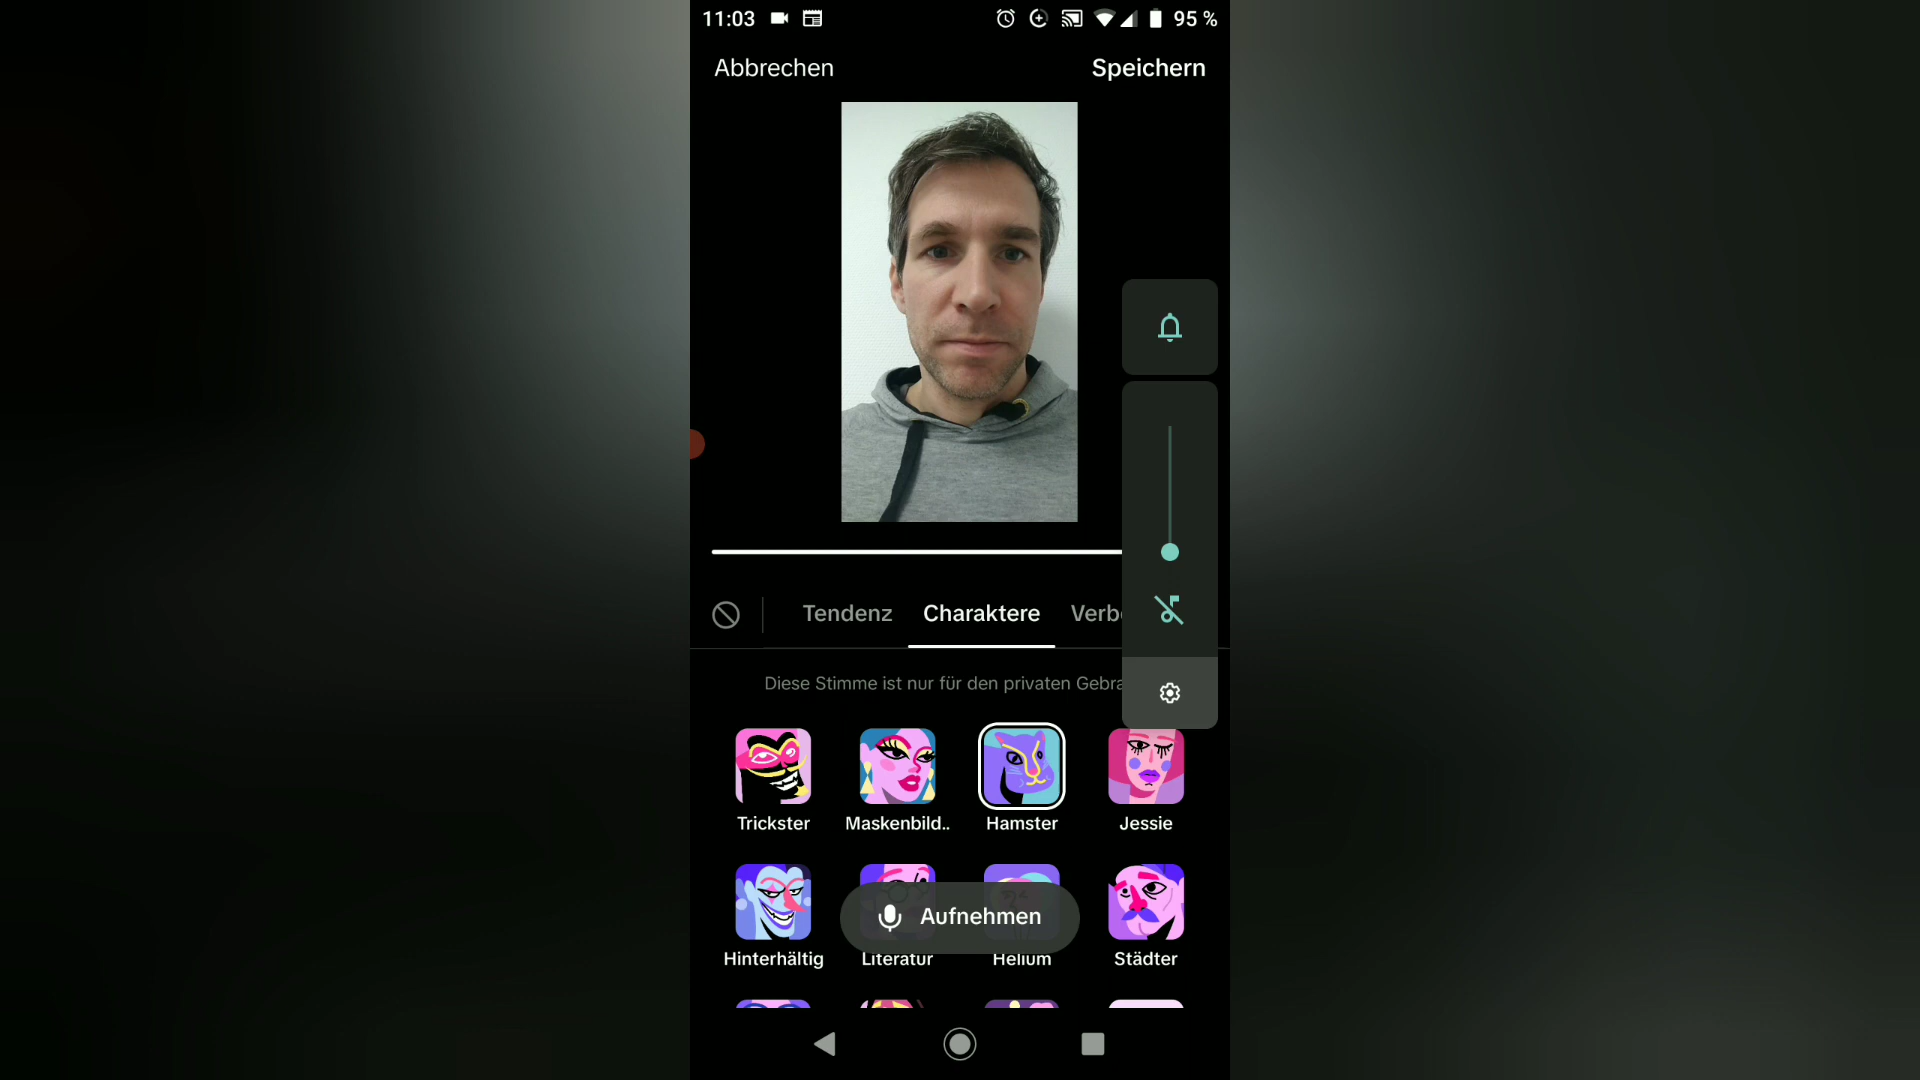 11:03 95 %
Abbrechen Speichern
Tendenz Charaktere Verb
Diese Stimme ist nur für den privaten Gebra
Trickster Maskenbild.. Hamster Jessie
Aufnehmen
Hinterhältig Literatur Helium Städter